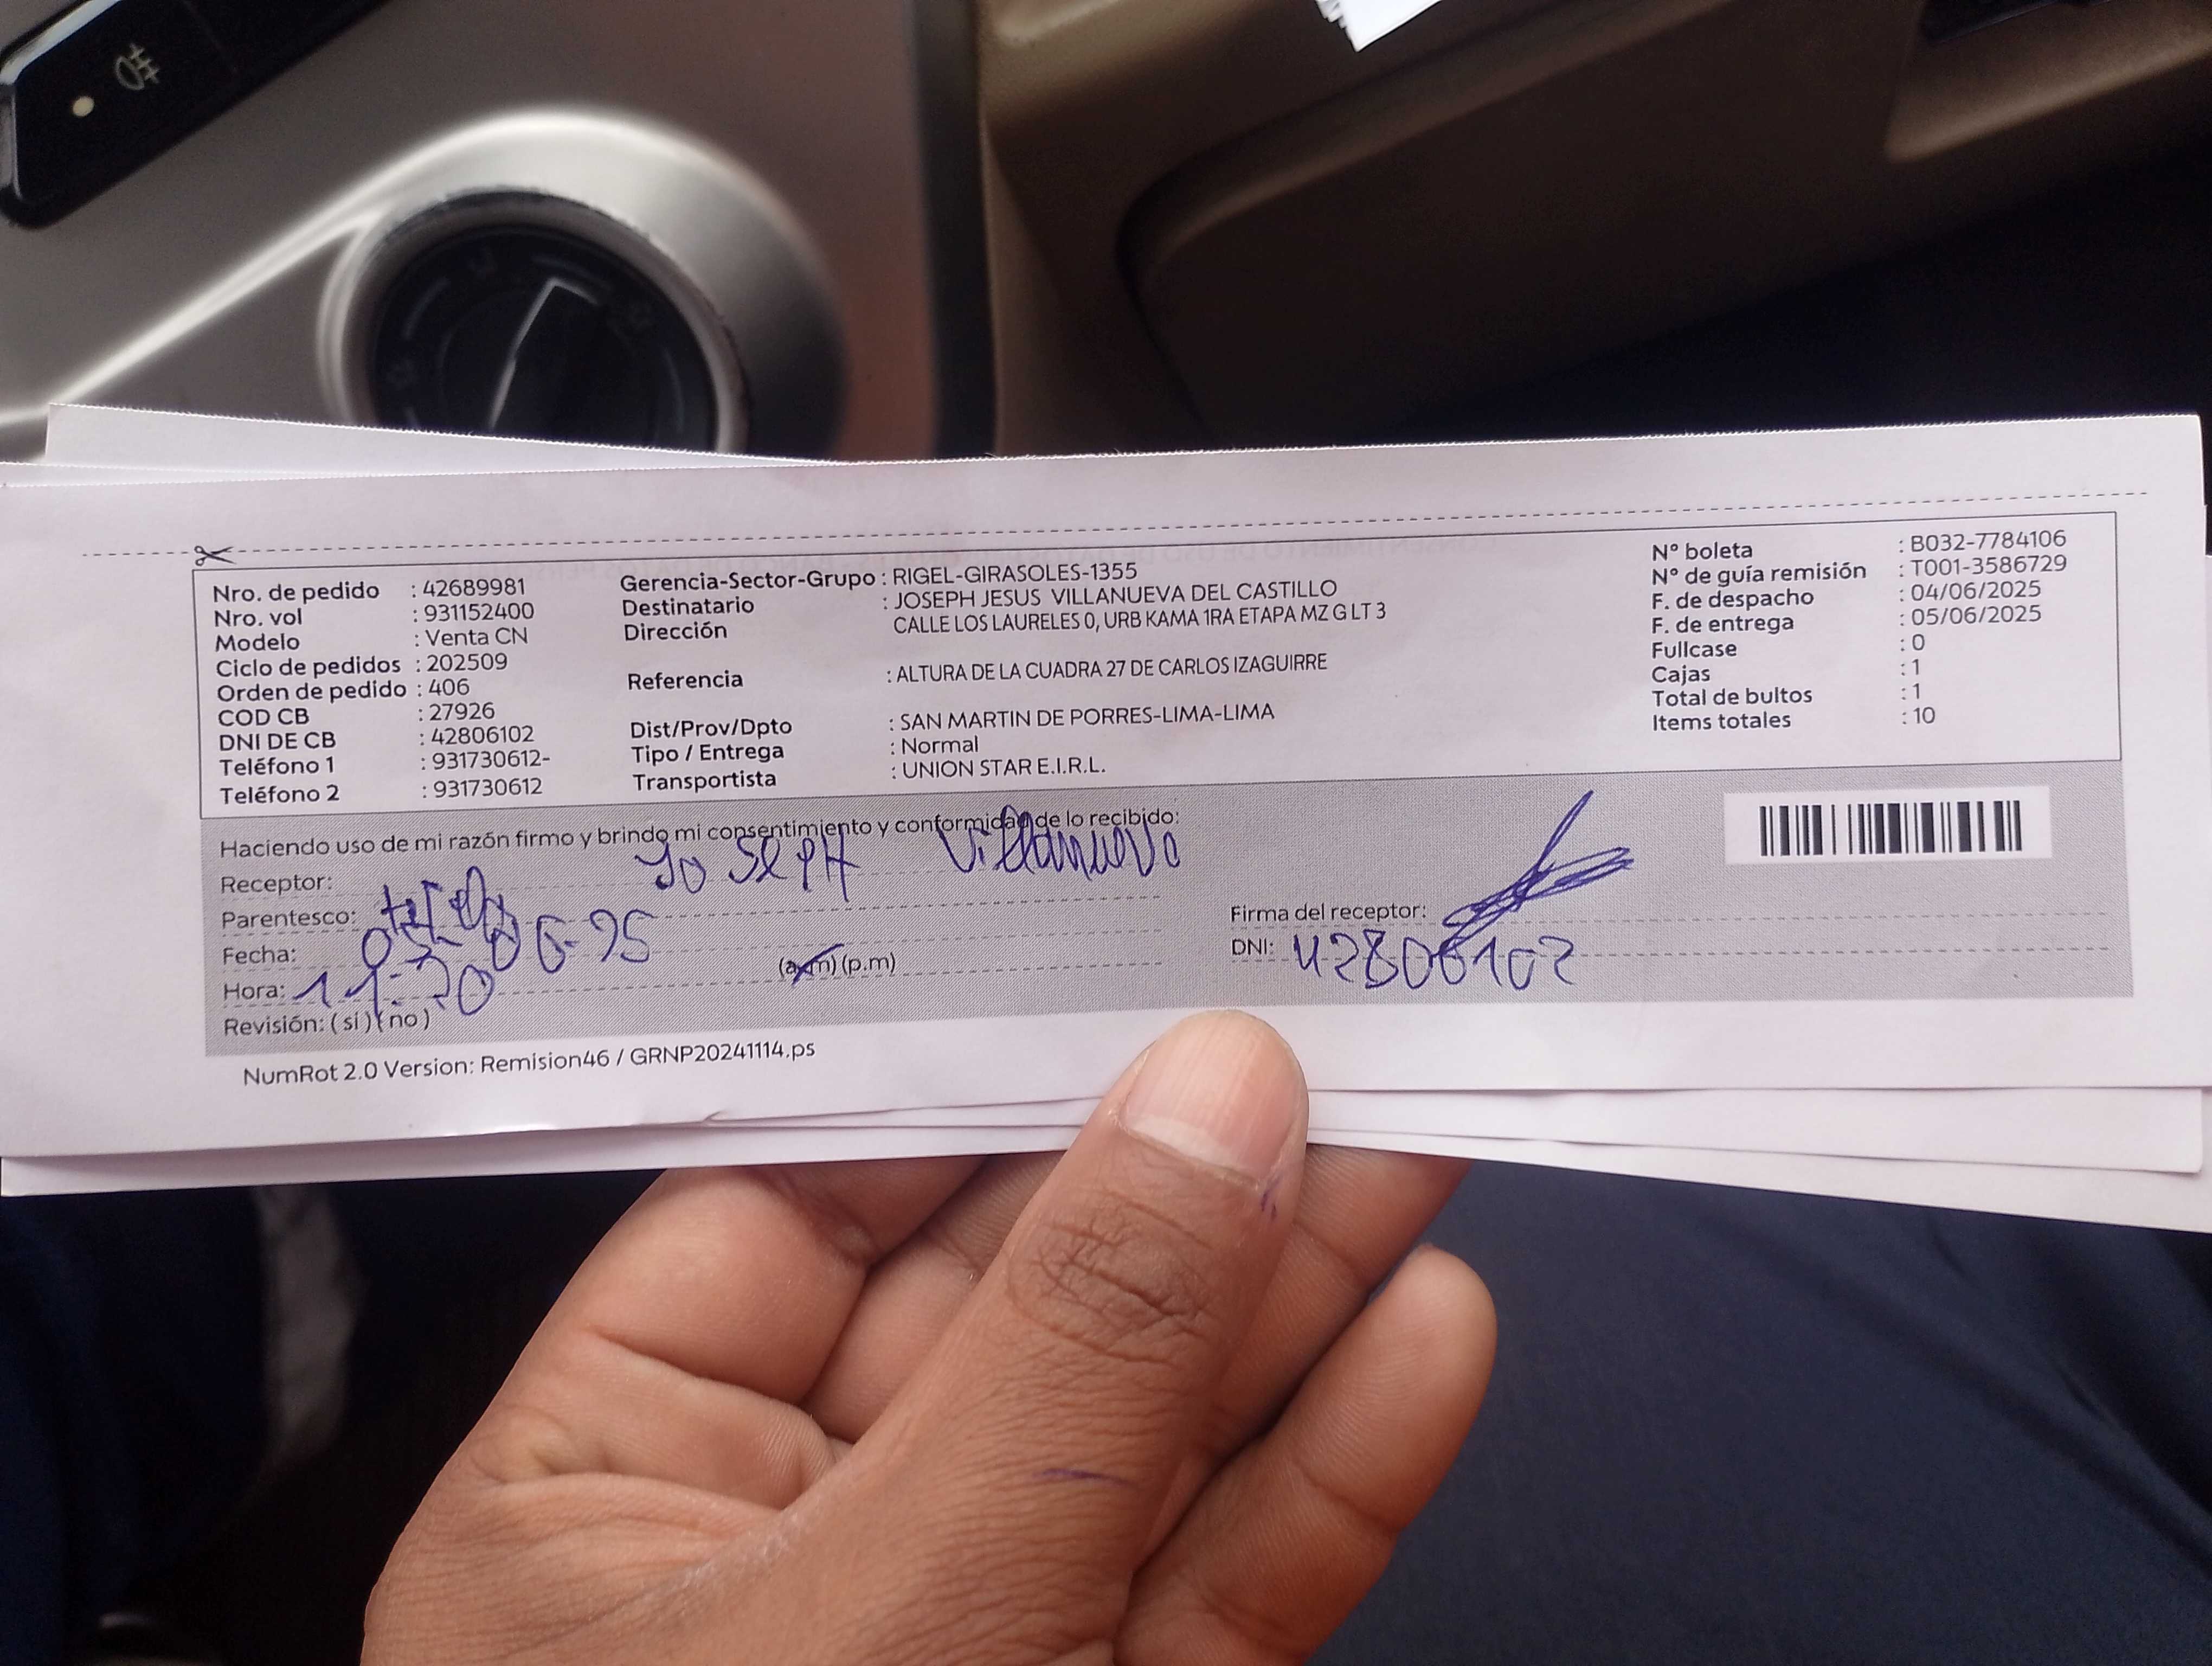 Nro. de pedido : 42689981
Nro. vol : 931152400
Modelo : Venta CN
Ciclo de pedidos : 202509
Orden de pedido : 406
COD CB : 27926
DNI DE CB : 42806102
Teléfono 1 : 931730612-
Teléfono 2 : 931730612
Gerencia-Sector-Grupo : RIGEL-GIRASOLES-1355
Destinatario : JOSEPH JESUS VILLANUEVA DEL CASTILLO
Dirección CALLE LOS LAURELES 0, URB KAMA 1RA ETAPA MZ G LT 3
Referencia : ALTURA DE LA CUADRA 27 DE CARLOS IZAGUIRRE
Dist/Prov/Dpto : SAN MARTIN DE PORRES-LIMA-LIMA
Tipo / Entrega : Normal
Transportista : UNION STAR E.I.R.L.
N° boleta : B032-7784106
N° de guía remisión : T001-3586729
F. de despacho : 04/06/2025
F. de entrega : 05/06/2025
Fullcase : 0
Cajas : 1
Total de bultos : 1
Items totales : 10
Haciendo uso de mi razón firmo y brindo mi consentimiento y conformidad de lo recibido:
Receptor: Joseph Villanueva
Parentesco:
Fecha:
Hora: (a.m) (p.m)
Revisión: ( sí ) ( no )
Firma del receptor:
DNI: 42806102
NumRot 2.0 Version: Remision46 / GRNP20241114.ps